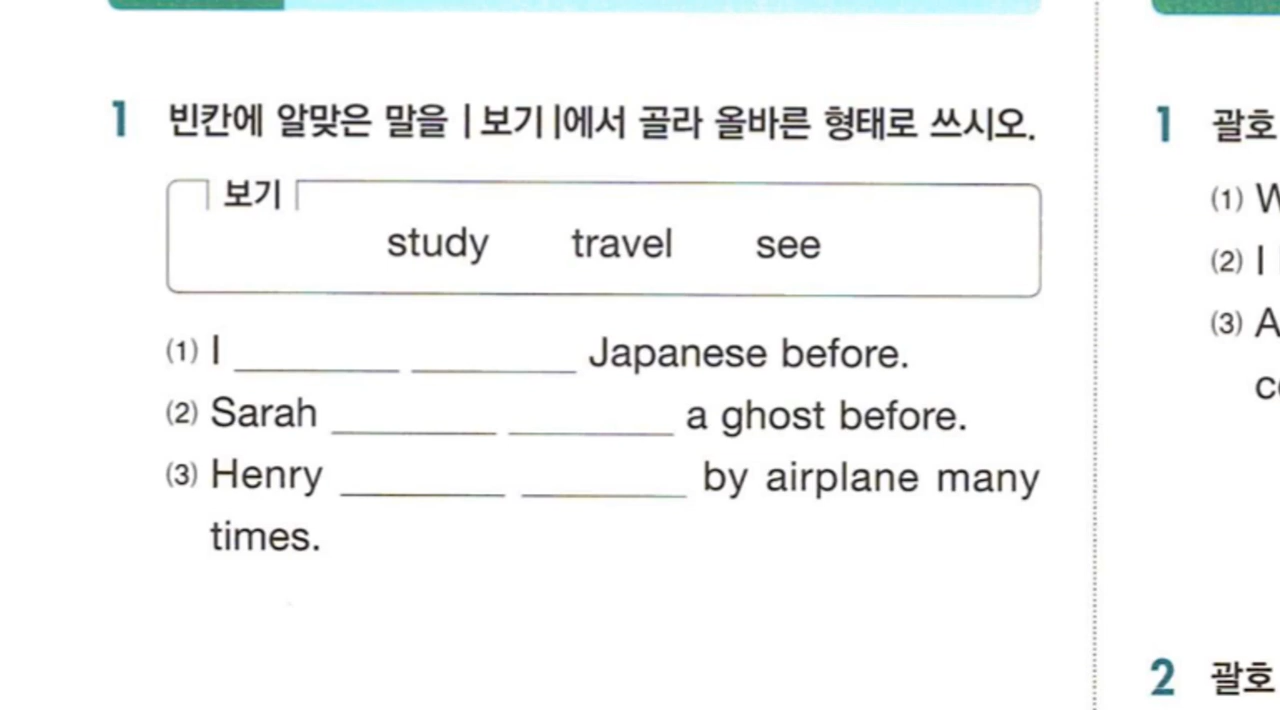 1 빈칸에 알맞은 말을 | 보기 |에서 골라 올바른 형태로 쓰시오.
보기
study travel see
(1) I ________ ________ Japanese before.
(2) Sarah ________ ________ a ghost before.
(3) Henry ________ ________ by airplane many
times.
1 괄호
(1) W
(2) I
(3) A
2 괄호